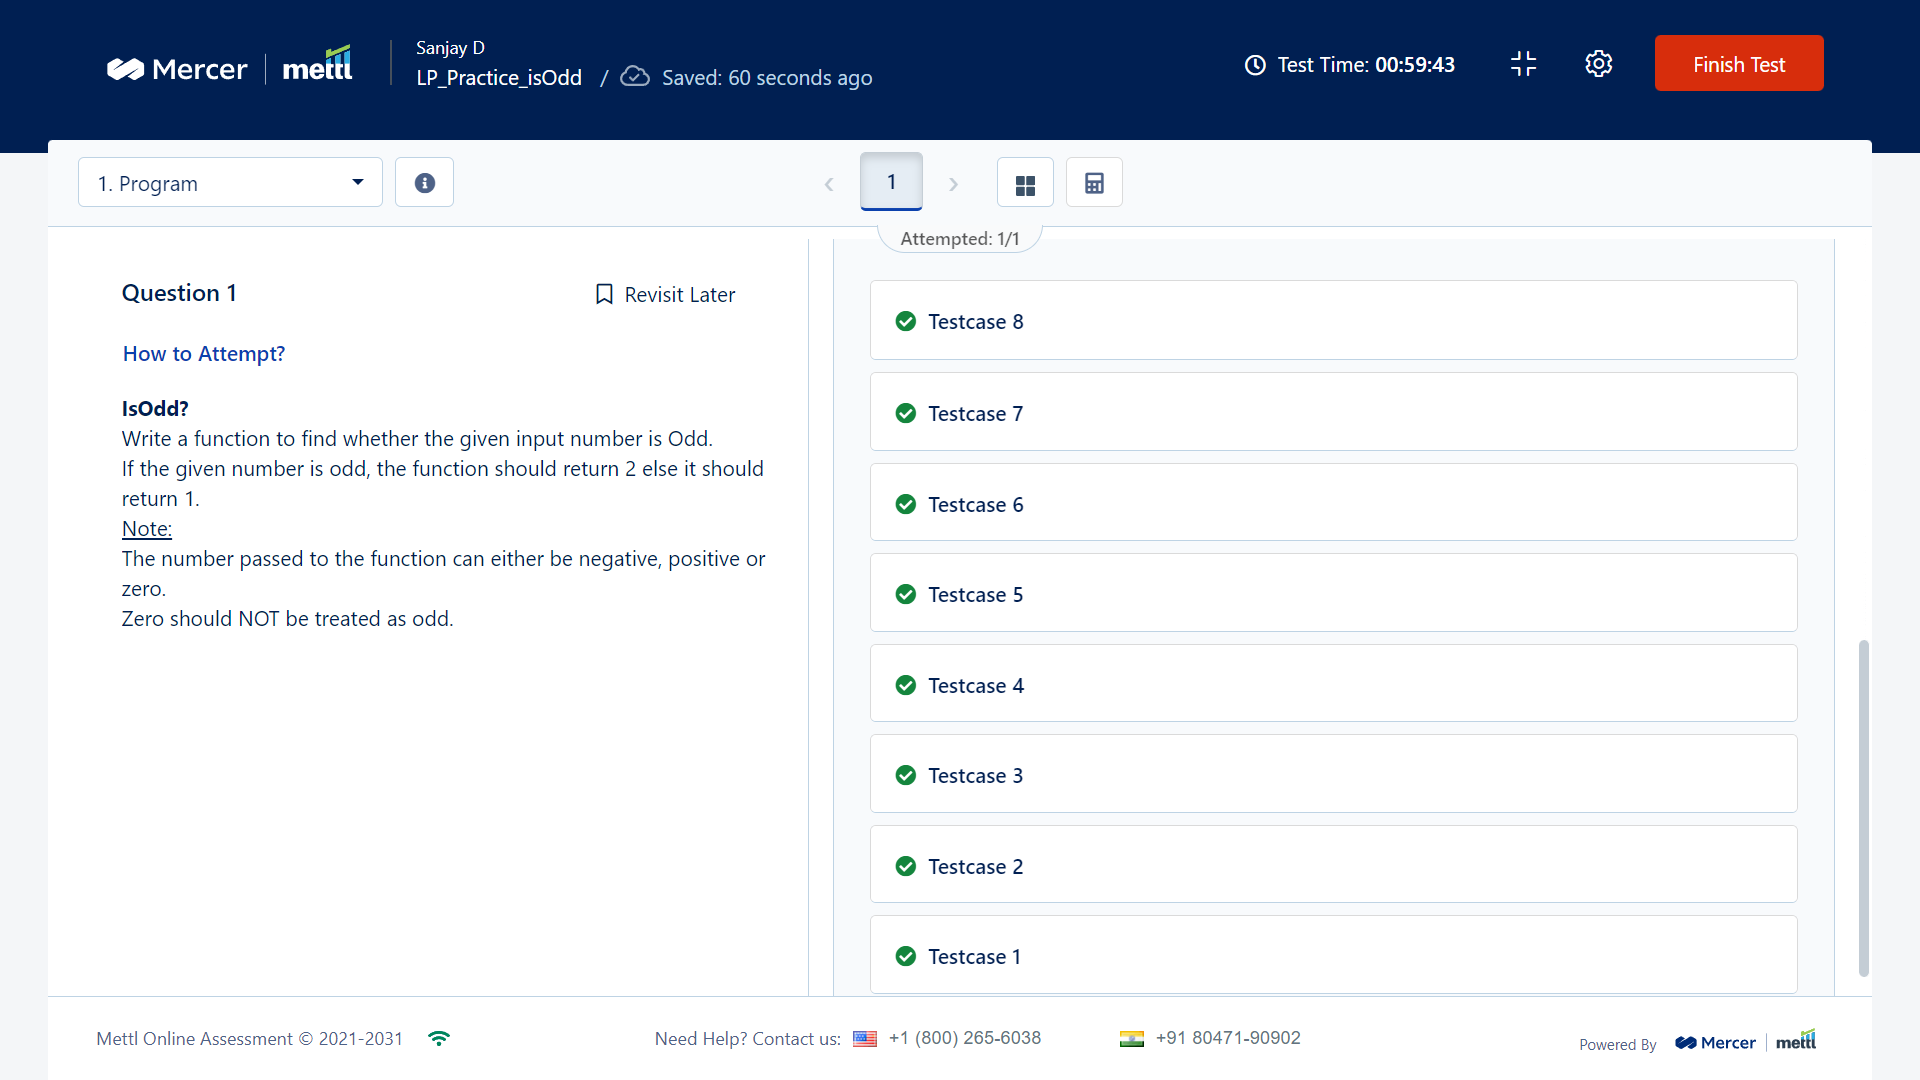 Mercer
mettl
Sanjay D
LP_Practice_isOdd / Saved: 60 seconds ago
Test Time: 00:59:43
Finish Test
1. Program
1
Attempted: 1/1
Question 1
Revisit Later
How to Attempt?
IsOdd?
Write a function to find whether the given input number is Odd.
If the given number is odd, the function should return 2 else it should
return 1.
Note:
The number passed to the function can either be negative, positive or
zero.
Zero should NOT be treated as odd.
Testcase 8
Testcase 7
Testcase 6
Testcase 5
Testcase 4
Testcase 3
Testcase 2
Testcase 1
Mettl Online Assessment © 2021-2031
Need Help? Contact us: +1 (800) 265-6038
+91 80471-90902
Powered By
Mercer
mettl